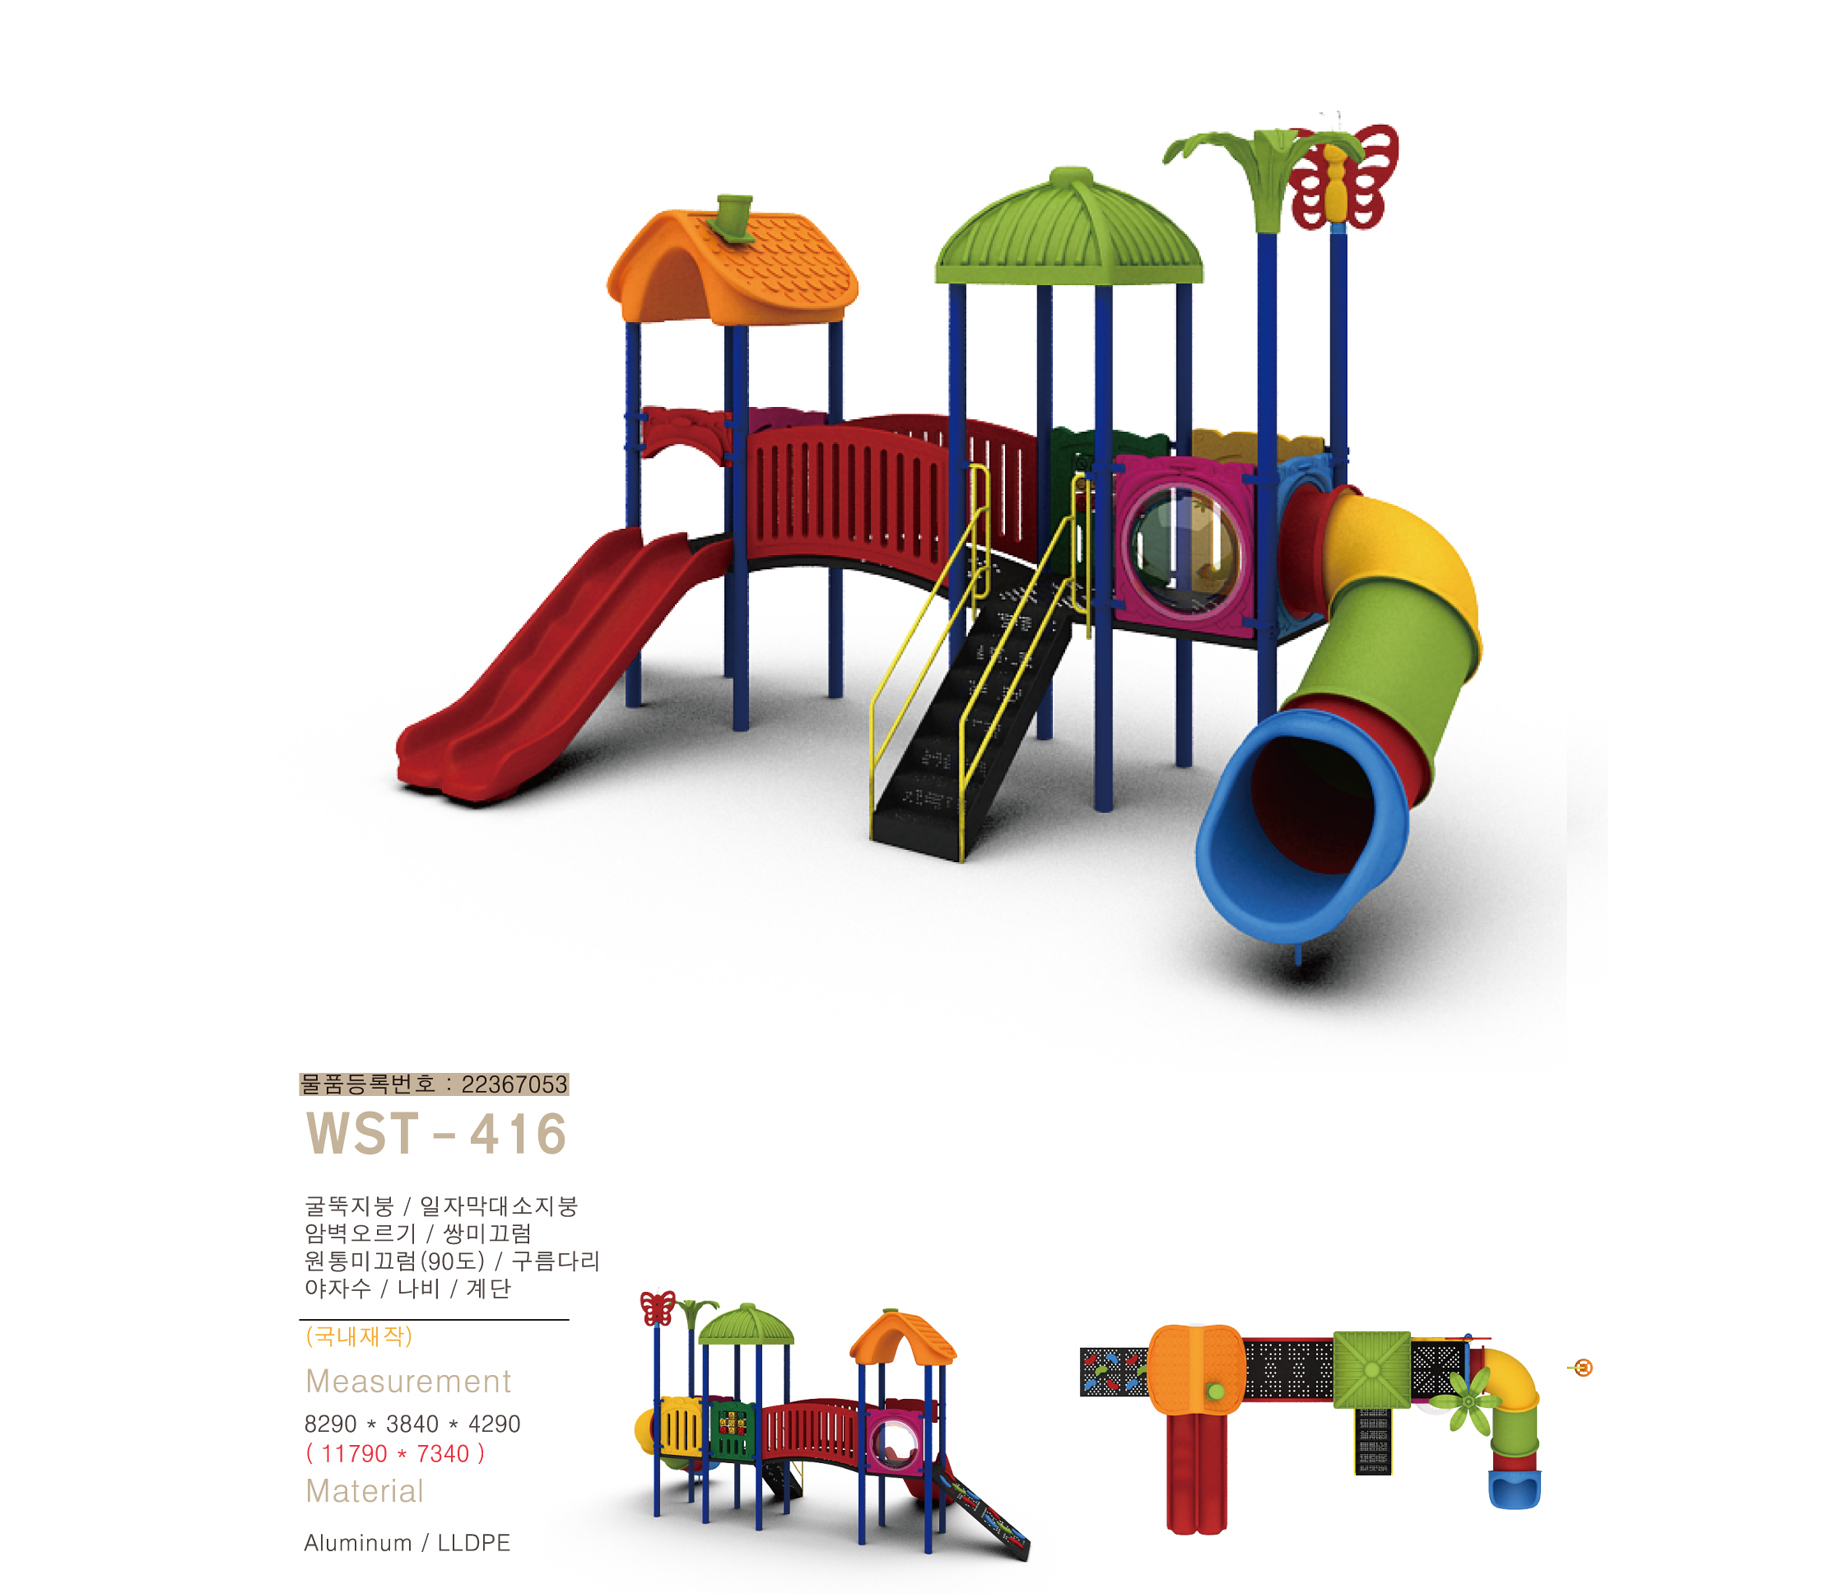 물품등록번호 : 22367053
WST - 416
굴뚝지붕 / 일자막대소지붕
암벽오르기 / 쌍미끄럼
원통미끄럼(90도) / 구름다리
야자수 / 나비 / 계단
(국내재작)
Measurement
8290 * 3840 * 4290
( 11790 * 7340 )
Material
Aluminum / LLDPE